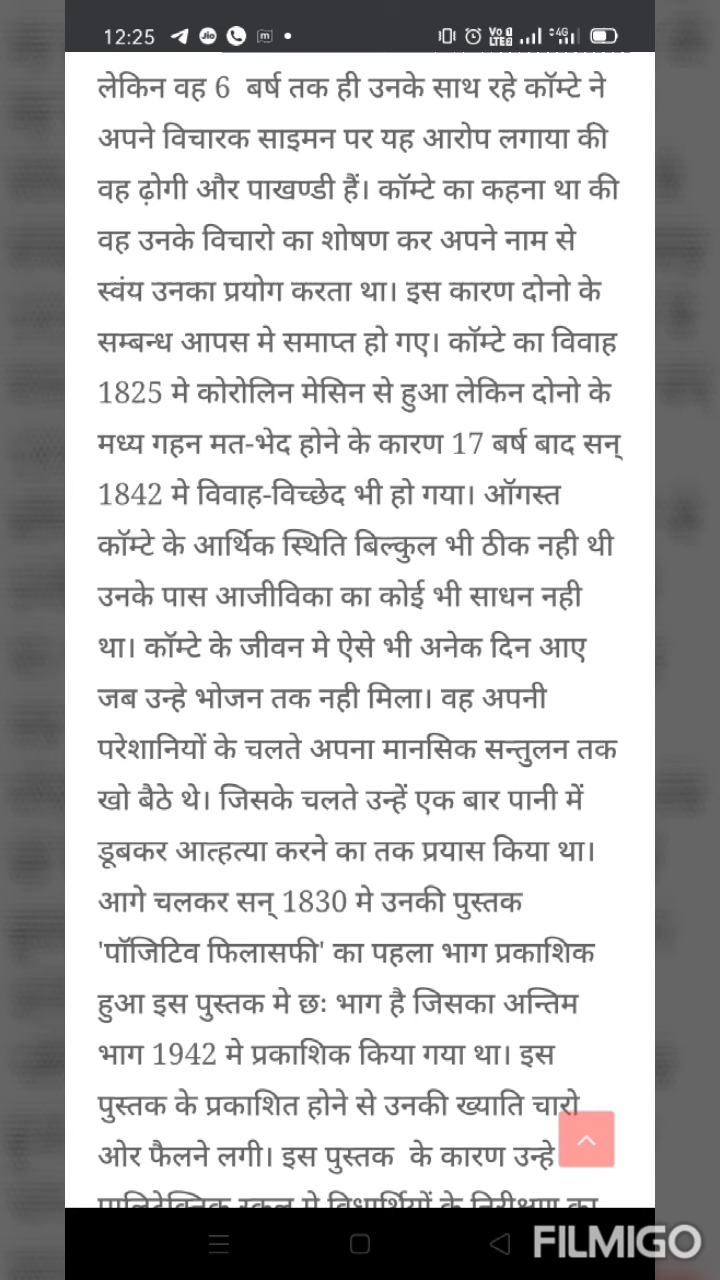 12:25
लेकिन वह 6 वर्ष तक ही उनके साथ रहे कॉम्टे ने
अपने विचारक साइमन पर यह आरोप लगाया की
वह ढ़ोगी और पाखण्डी हैं। कॉम्टे का कहना था की
वह उनके विचारो का शोषण कर अपने नाम से
स्वंय उनका प्रयोग करता था। इस कारण दोनो के
सम्बन्ध आपस मे समाप्त हो गए। कॉम्टे का विवाह
1825 मे कोरोलिन मेसिन से हुआ लेकिन दोनो के
मध्य गहन मत-भेद होने के कारण 17 बर्ष बाद सन्
1842 मे विवाह-विच्छेद भी हो गया। ऑगस्त
कॉम्टे के आर्थिक स्थिति बिल्कुल भी ठीक नही थी
उनके पास आजीविका का कोई भी साधन नही
था। कॉम्टे के जीवन मे ऐसे भी अनेक दिन आए
जब उन्हे भोजन तक नही मिला। वह अपनी
परेशानियों के चलते अपना मानसिक सन्तुलन तक
खो बैठे थे। जिसके चलते उन्हें एक बार पानी में
डूबकर आत्हत्या करने का तक प्रयास किया था।
आगे चलकर सन् 1830 मे उनकी पुस्तक
'पॉजिटिव फिलासफी' का पहला भाग प्रकाशिक
हुआ इस पुस्तक मे छः भाग है जिसका अन्तिम
भाग 1942 मे प्रकाशिक किया गया था। इस
पुस्तक के प्रकाशित होने से उनकी ख्याति चारो
ओर फैलने लगी। इस पुस्तक के कारण उन्हे
पालिटेक्निक स्कूल मे विधार्थियों के निरीक्षण का
FILMIGO